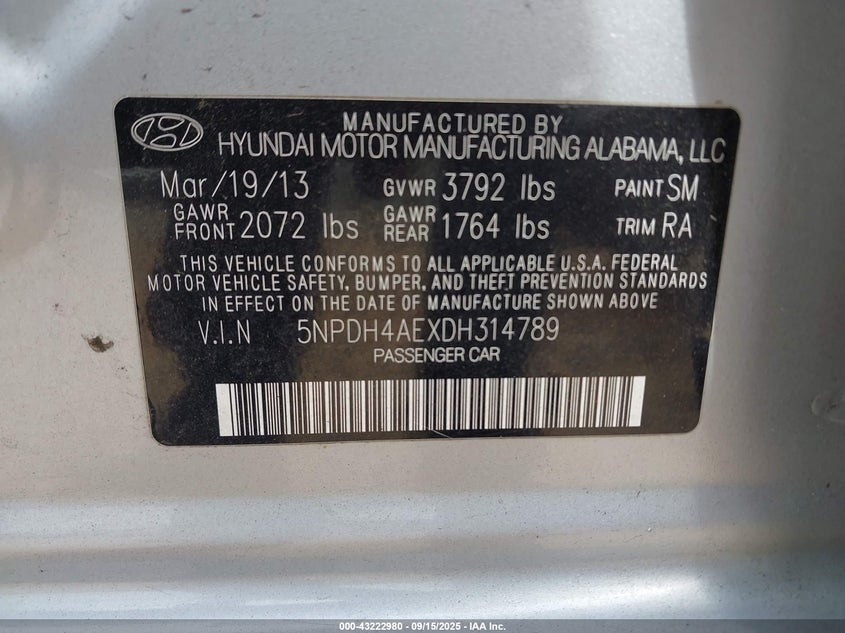 MANUFACTURED BY
HYUNDAI MOTOR MANUFACTURING ALABAMA, LLC
Mar/19/13 GVWR 3792 lbs PAINT SM
GAWR FRONT 2072 lbs GAWR REAR 1764 lbs TRIM RA
THIS VEHICLE CONFORMS TO ALL APPLICABLE U.S.A. FEDERAL
MOTOR VEHICLE SAFETY, BUMPER, AND THEFT PREVENTION STANDARDS
IN EFFECT ON THE DATE OF MANUFACTURE SHOWN ABOVE
V.I.N 5NPDH4AEXDH314789
PASSENGER CAR
000-43222980 - 09/15/2025 - IAA Inc.